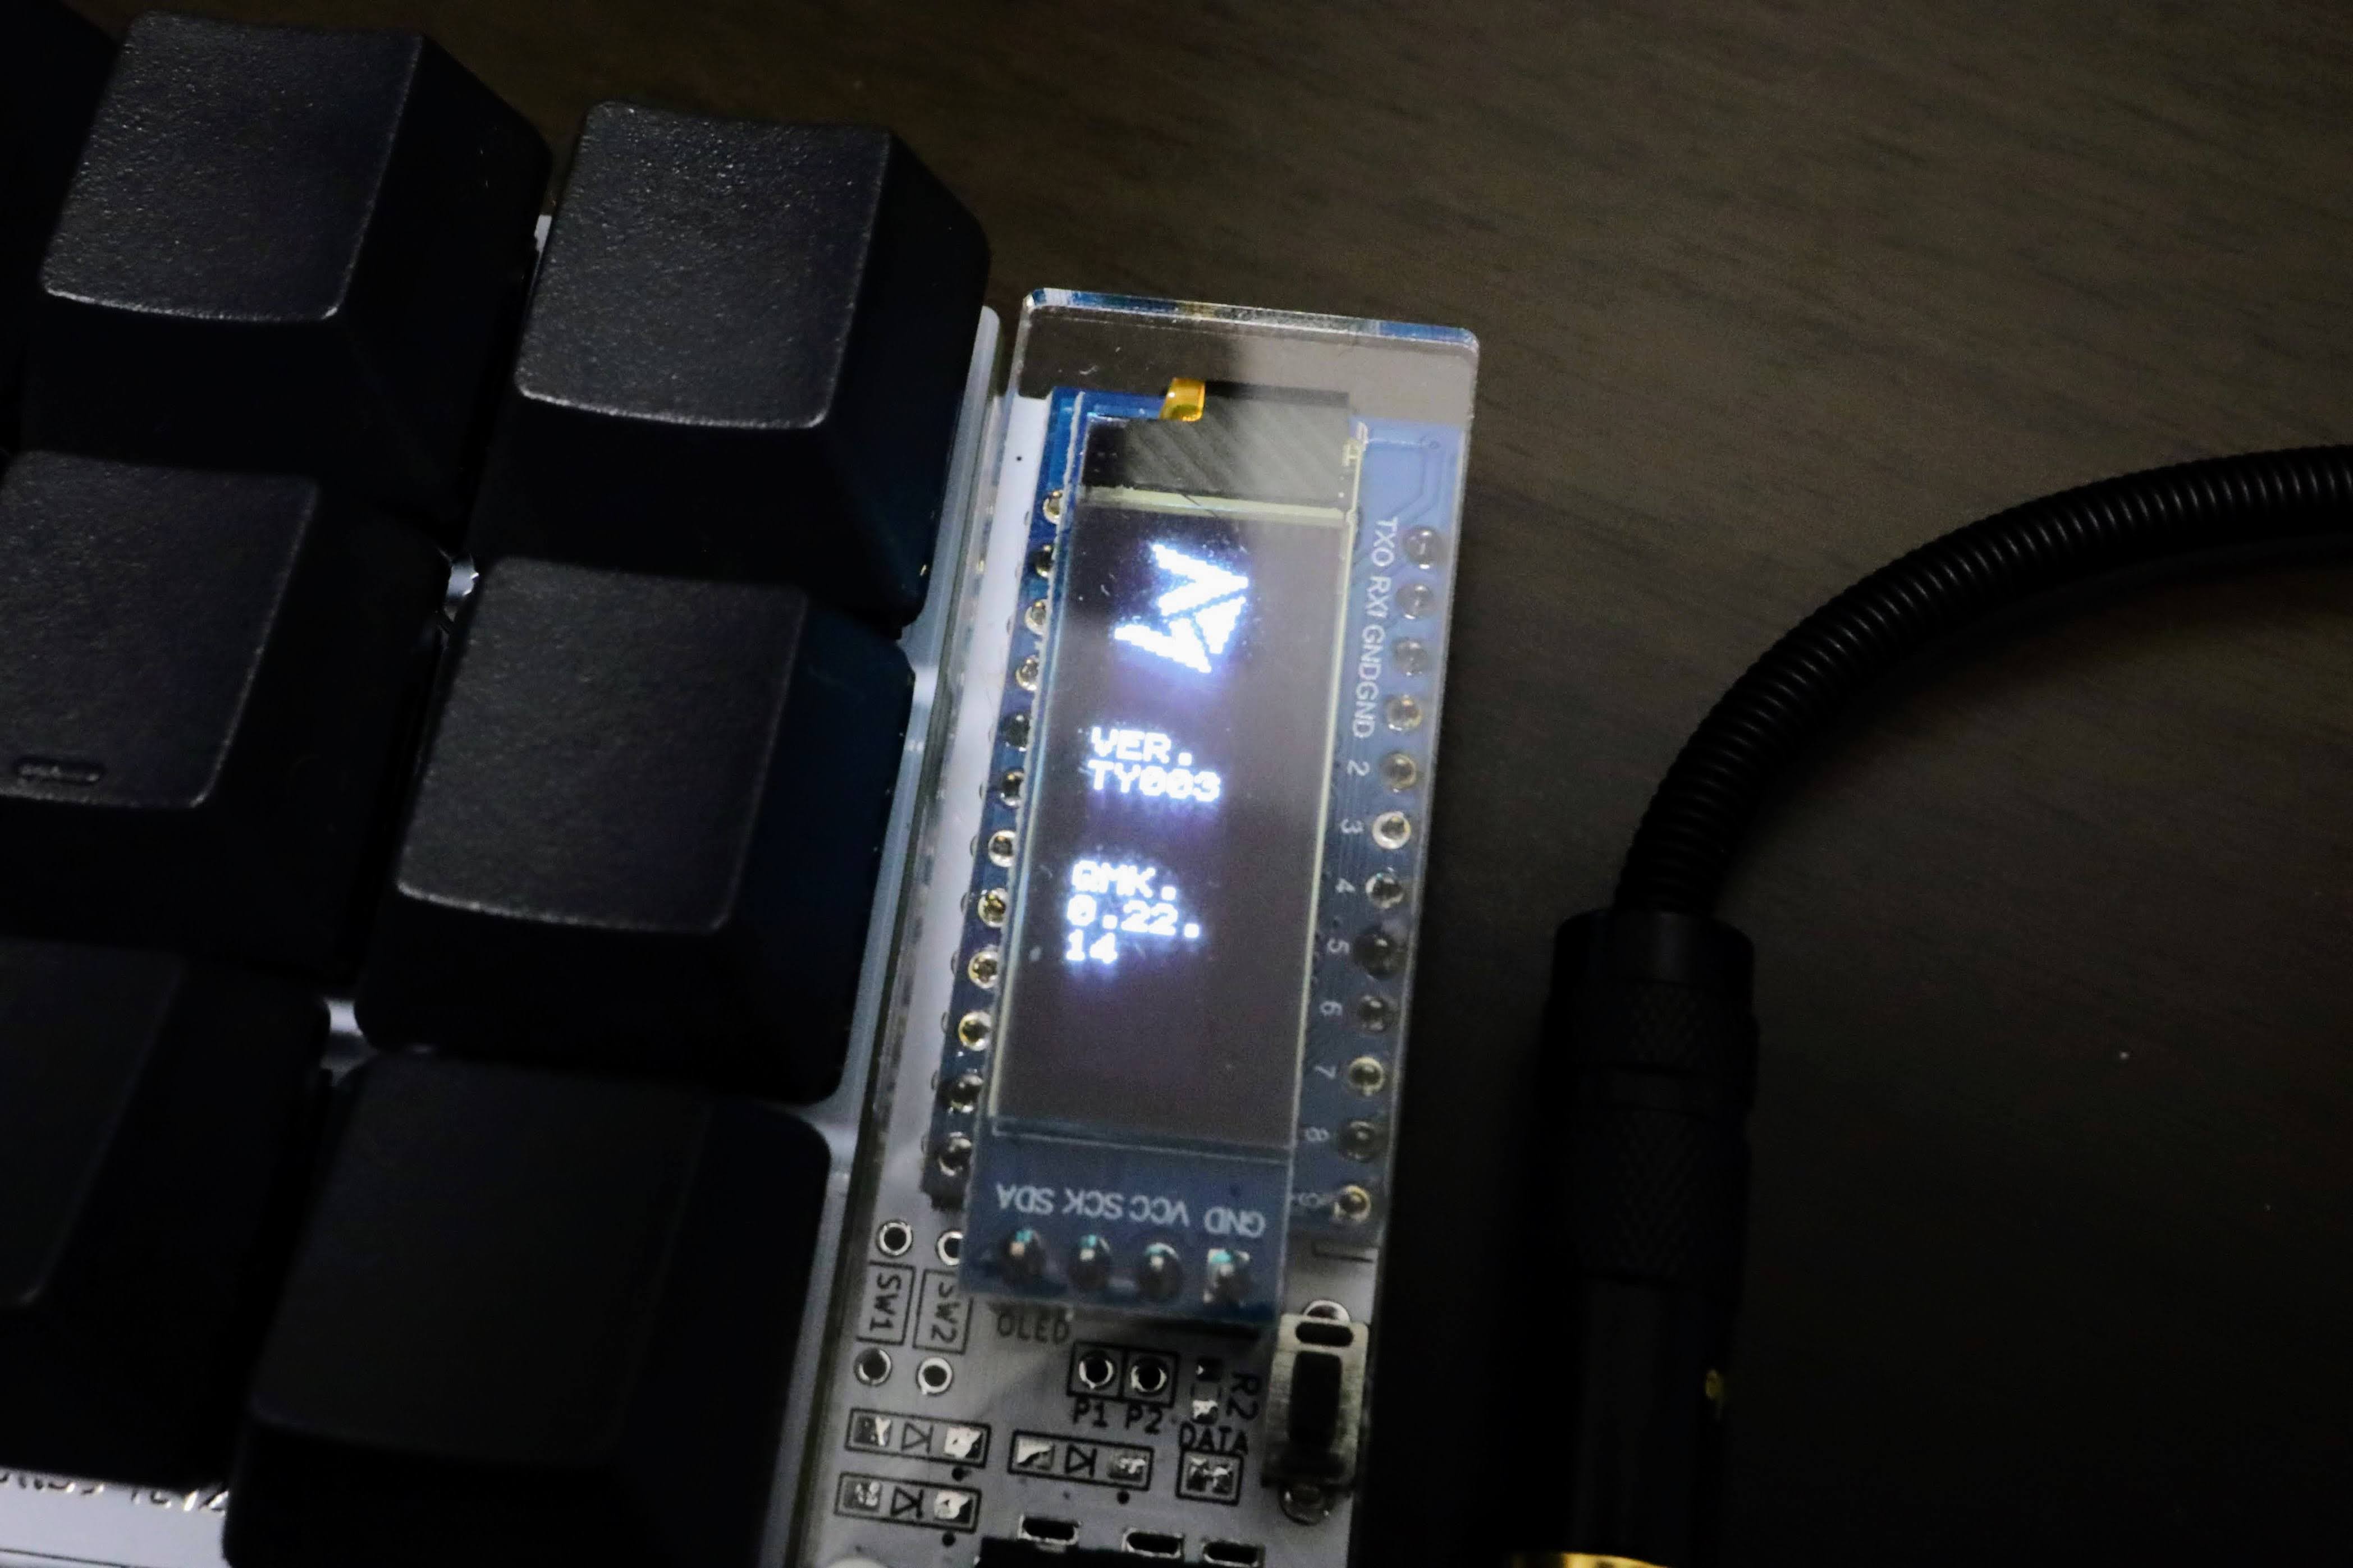 VER.
TY003
QMK.
0.22.
14
TXO RXI GND GND 2 3 4 5 6 7 8
GND VCC SCK SDA
SW1
SW2
OLED
P1 P2
R2
DATA